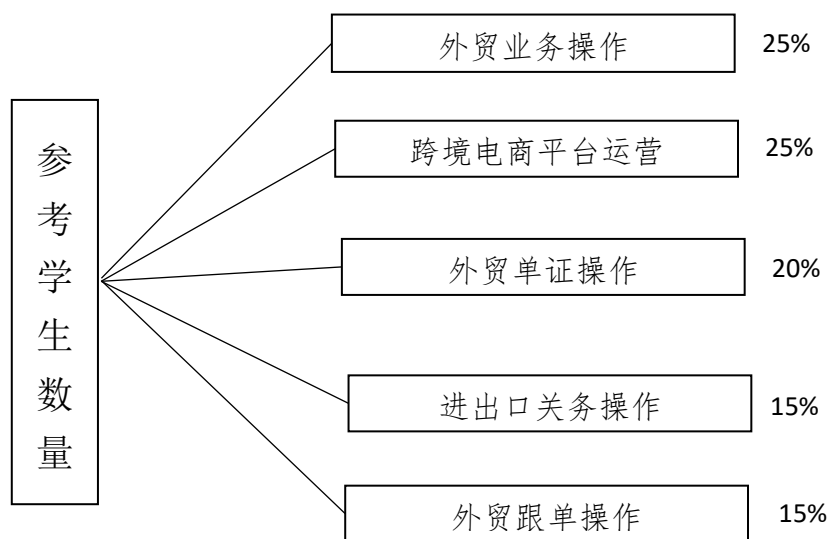 参考学生数量
外贸业务操作 25%
跨境电商平台运营 25%
外贸单证操作 20%
进出口关务操作 15%
外贸跟单操作 15%